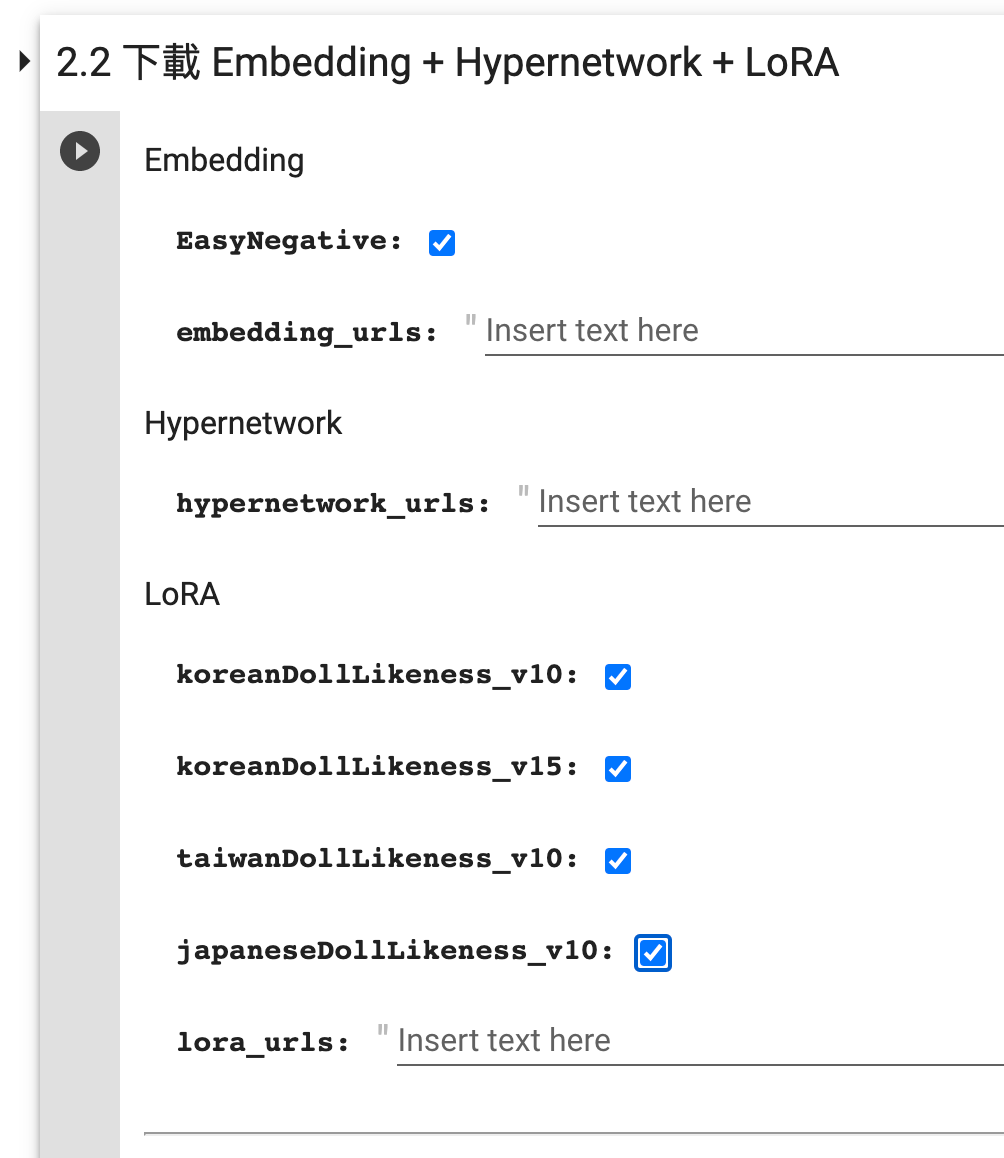 2.2 下載 Embedding + Hypernetwork + LoRA
Embedding
EasyNegative:
embedding_urls: " Insert text here
Hypernetwork
hypernetwork_urls: " Insert text here
LoRA
koreanDollLikeness_v10:
koreanDollLikeness_v15:
taiwanDollLikeness_v10:
japaneseDollLikeness_v10:
lora_urls: " Insert text here